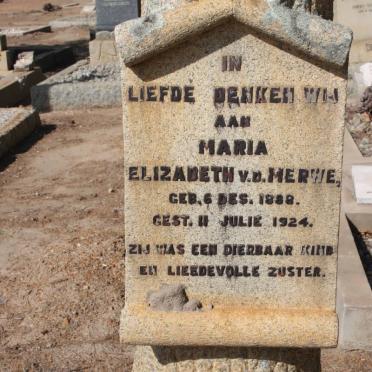 IN
LIEFDE DENKEN WIJ
AAN
MARIA
ELIZABETH V.D. MERWE,
GEB. 6 DES. 1888.
GEST. 11 JULIE 1924.
ZIJ WAS EEN DIERBAAR KIND
EN LIEFDEVOLLE ZUSTER.